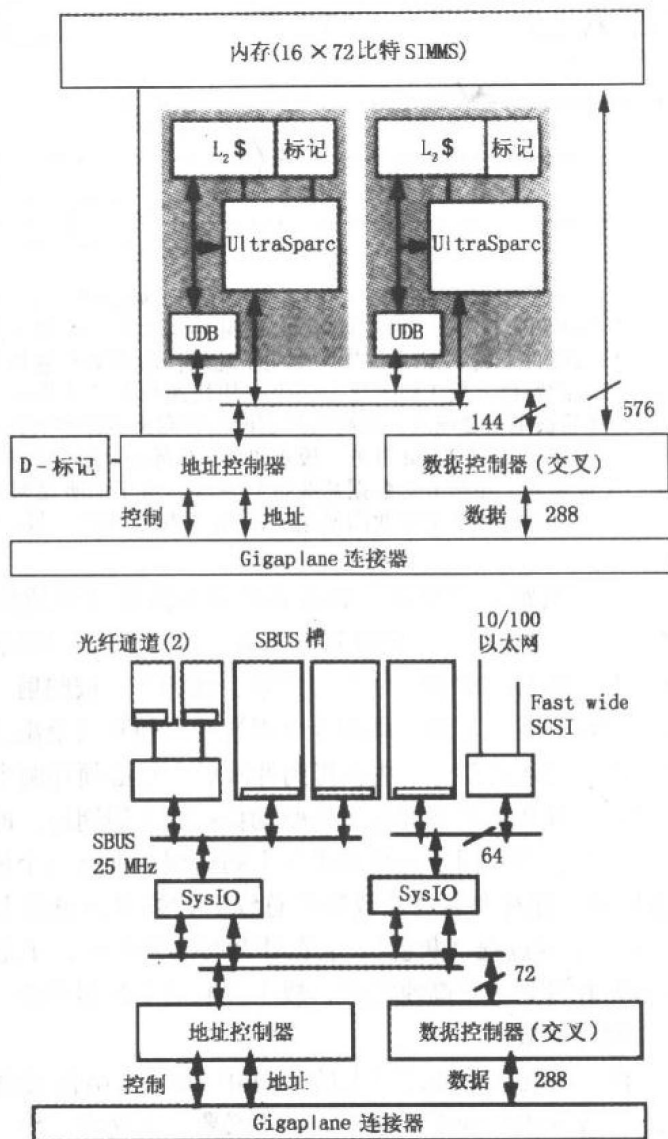 内存(16 × 72比特SIMMS)
L₂$ 标记
L₂$ 标记
UltraSparc
UltraSparc
UDB
UDB
144
576
D-标记
地址控制器
数据控制器(交叉)
控制
地址
数据
288
Gigaplane 连接器
光纤通道(2)
SBUS 槽
10/100
以太网
Fast wide
SCSI
SBUS
25 MHz
64
SysIO
SysIO
72
地址控制器
数据控制器(交叉)
控制
地址
数据
288
Gigaplane 连接器